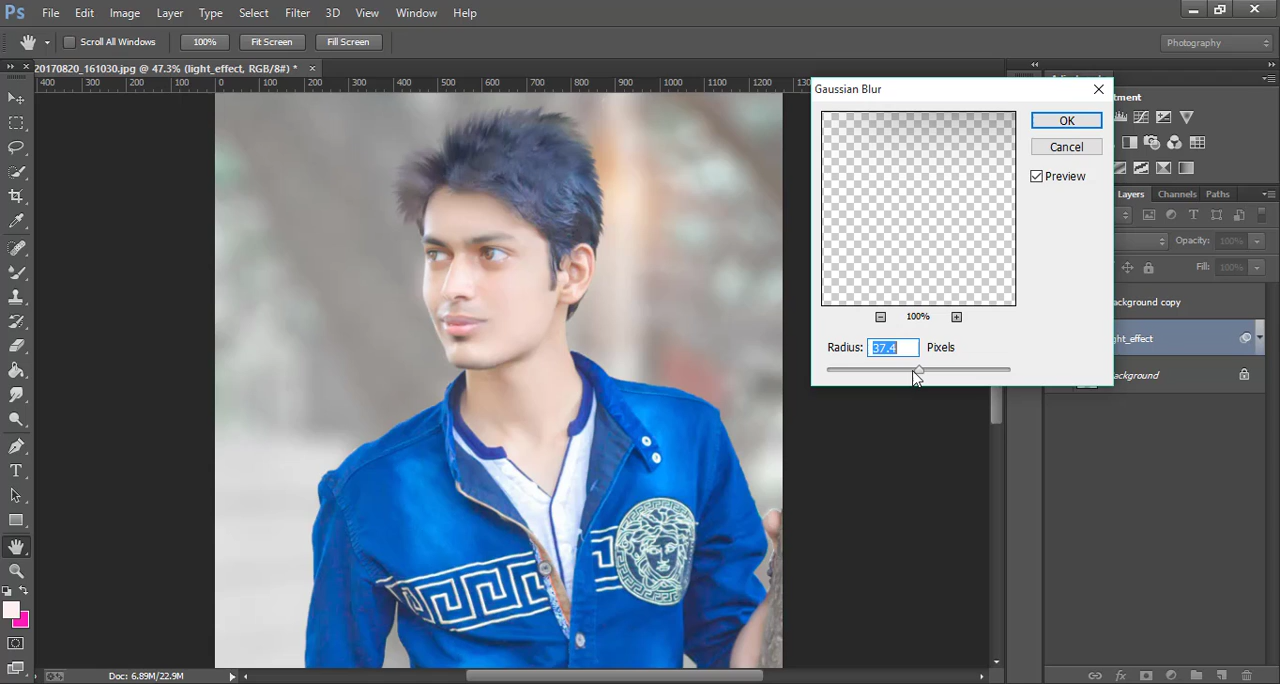 Ps File Edit Image Layer Type Select Filter 3D View Window Help
Scroll All Windows 100% Fit Screen Fill Screen Photography
20170820_161030.jpg @ 47.3% (light_effect, RGB/8#) *
400 300 200 100 0 100 200 300 400 500 600 700 800 900 1000 1100 1200
Gaussian Blur
OK
Cancel
Preview
100%
Radius: 37.4 Pixels
tment
Layers Channels Paths
Opacity: 100%
Fill: 100%
ackground copy
ght_effect
ackground
Doc: 6.89M/22.9M